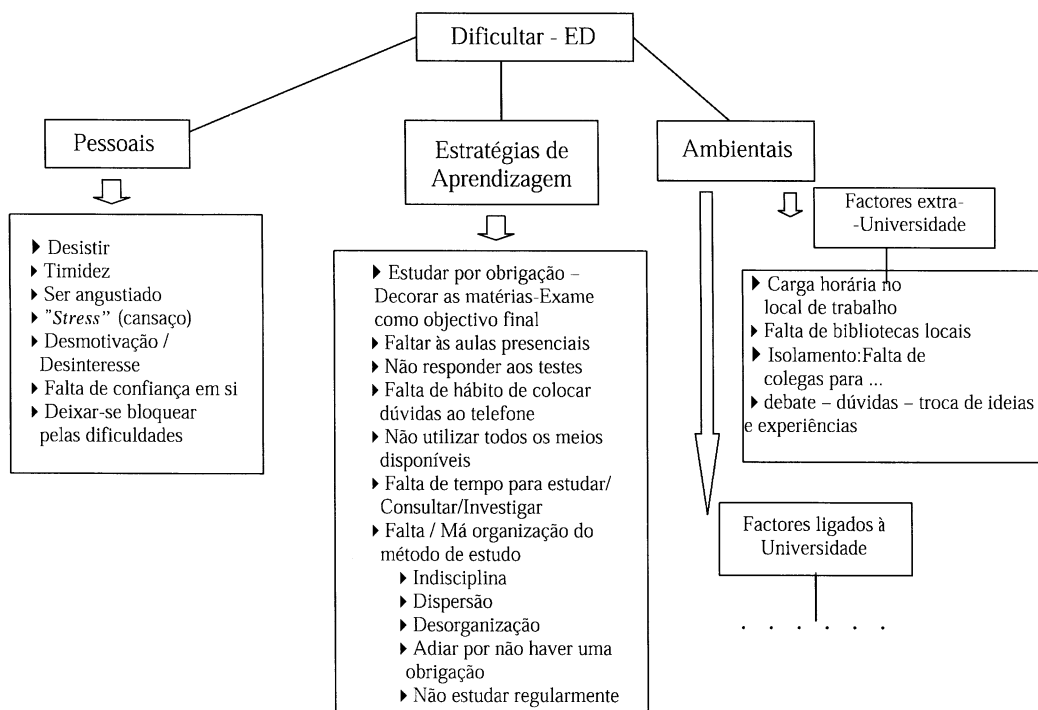 Dificultar - ED
Pessoais
▶ Desistir
▶ Timidez
▶ Ser angustiado
▶ "Stress" (cansaço)
▶ Desmotivação /
Desinteresse
▶ Falta de confiança em si
▶ Deixar-se bloquear
pelas dificuldades
Estratégias de
Aprendizagem
▶ Estudar por obrigação –
Decorar as matérias-Exame
como objectivo final
▶ Faltar às aulas presenciais
▶ Não responder aos testes
▶ Falta de hábito de colocar
dúvidas ao telefone
▶ Não utilizar todos os meios
disponíveis
▶ Falta de tempo para estudar/
Consultar/Investigar
▶ Falta / Má organização do
método de estudo
▶ Indisciplina
▶ Dispersão
▶ Desorganização
▶ Adiar por não haver uma
obrigação
▶ Não estudar regularmente
Ambientais
Factores extra-
-Universidade
▶ Carga horária no
local de trabalho
▶ Falta de bibliotecas locais
▶ Isolamento:Falta de
colegas para ...
▶ debate – dúvidas – troca de ideias
e experiências
Factores ligados à
Universidade
. . . . . .